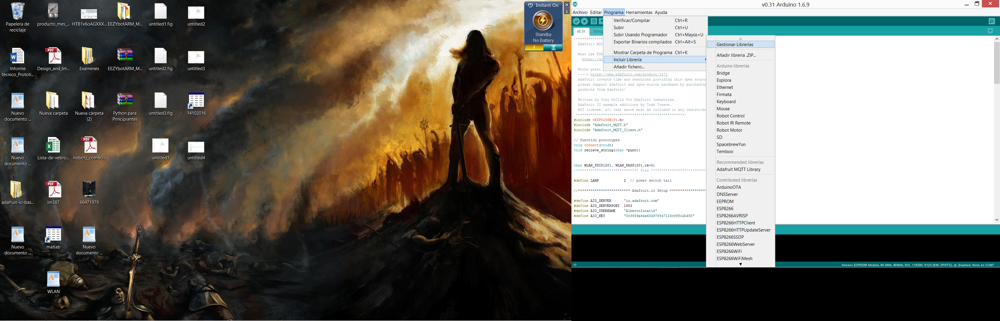 Papelera de
reciclaje
producto_mes_...
HTB1x6oAGXXX...
EEZYbotARM_M...
untitled1.fig
untitled2
Informe
técnico_Prototi...
Design_and_Im...
Examenes
EEZYbotARM_M...
untitled2.fig
untitled3
Nuevo
documento ...
Nueva carpeta
Nueva carpeta
(2)
Python para
Principiantes
untitled3.fig
14102016
Nuevo
documento ...
Lista-de-vebro...
riobotz_combo...
untitled1
untitled4
adafruit-io-bas...
lm387
66471979
Nuevo
documento ...
matlab
Nuevo
documento ...
WLAN
Instant On
Standby
No Battery
v0.31 Arduino 1.6.9
Archivo Editar Programa Herramientas Ayuda
Verificar/Compilar Ctrl+R
Subir Ctrl+U
Subir Usando Programador Ctrl+Mayús+U
Exportar Binarios compilados Ctrl+Alt+S
Mostrar Carpeta de Programa Ctrl+K
Incluir Librería
Añadir fichero...
Gestionar Librerías
Añadir libreria .ZIP...
Arduino librerías
Bridge
Esplora
Ethernet
Firmata
Keyboard
Mouse
Robot Control
Robot IR Remote
Robot Motor
SD
SpacebrewYun
Temboo
Recommended librerías
Adafruit MQTT Library
Contributed librerías
ArduinoOTA
DNSServer
EEPROM
ESP8266
ESP8266AVRISP
ESP8266HTTPClient
ESP8266HTTPUpdateServer
ESP8266SSDP
ESP8266WebServer
ESP8266WiFi
ESP8266WiFiMesh
v0.31 String
/*************
Adafruit MQT
Must use ESP
https://gi
Works great
----> https://www.adafruit.com/product/2471
Adafruit invests time and resources providing this open source
please support Adafruit and open-source hardware by purchasing
products from Adafruit!
Written by Tony DiCola for Adafruit Industries.
Adafruit IO example additions by Todd Treece.
MIT license, all text above must be included in any redistribu
****************************************************/
#include <ESP8266WiFi.h>
#include "Adafruit_MQTT.h"
#include "Adafruit_MQTT_Client.h"
// function prototypes
void connect(void);
void recieve_string(char *punt);
char WLAN_SSID[20], WLAN_PASS[20],ck=0;
/****************************** Pins ***************************
#define LAMP 2 // power switch tail
//************************* Adafruit.io Setup ******************
#define AIO_SERVER "io.adafruit.com"
#define AIO_SERVERPORT 1883
#define AIO_USERNAME "AlbertoIztatik"
#define AIO_KEY "003859a64a634978847115cff8c2b450"
17
Generic ESP8266 Module, 80 MHz, 40MHz, DIO, 115200, 512K (64K SPIFFS), ck, Disabled, None en COM7